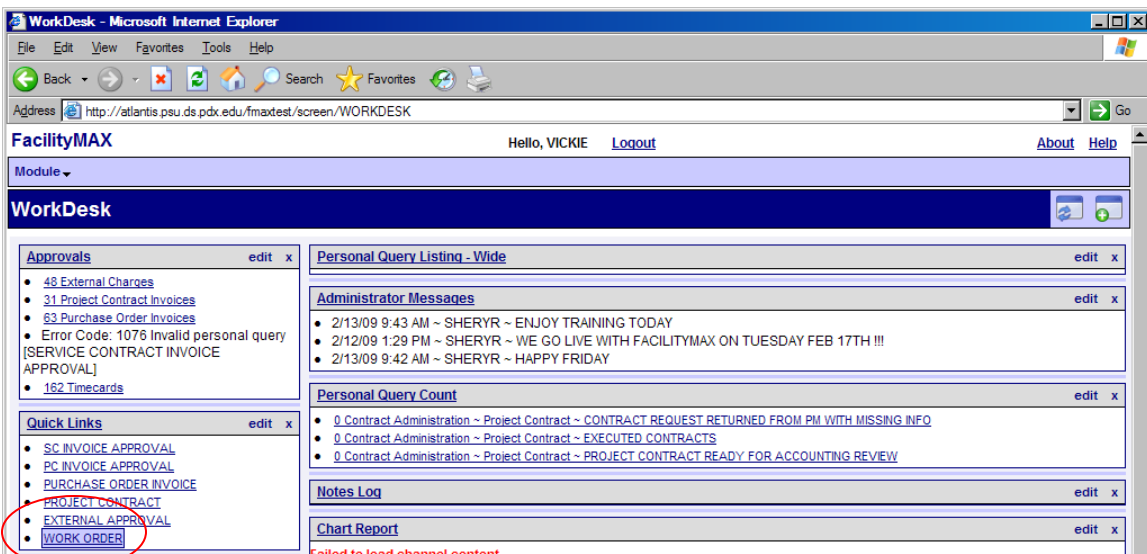 WorkDesk - Microsoft Internet Explorer
File Edit View Favorites Tools Help
Back Search Favorites
Address http://atlantis.psu.ds.pdx.edu/fmaxtest/screen/WORKDESK Go
FacilityMAX Hello, VICKIE Logout About Help
Module
WorkDesk
Approvals edit x
48 External Charges
31 Project Contract Invoices
63 Purchase Order Invoices
Error Code: 1076 Invalid personal query
[SERVICE CONTRACT INVOICE
APPROVAL]
162 Timecards
Quick Links edit x
SC INVOICE APPROVAL
PC INVOICE APPROVAL
PURCHASE ORDER INVOICE
PROJECT CONTRACT
EXTERNAL APPROVAL
WORK ORDER
Personal Query Listing - Wide edit x
Administrator Messages edit x
2/13/09 9:43 AM ~ SHERYR ~ ENJOY TRAINING TODAY
2/12/09 1:29 PM ~ SHERYR ~ WE GO LIVE WITH FACILITYMAX ON TUESDAY FEB 17TH !!!
2/13/09 9:42 AM ~ SHERYR ~ HAPPY FRIDAY
Personal Query Count edit x
0 Contract Administration ~ Project Contract ~ CONTRACT REQUEST RETURNED FROM PM WITH MISSING INFO
0 Contract Administration ~ Project Contract ~ EXECUTED CONTRACTS
0 Contract Administration ~ Project Contract ~ PROJECT CONTRACT READY FOR ACCOUNTING REVIEW
Notes Log edit x
Chart Report edit x
Failed to load channel content